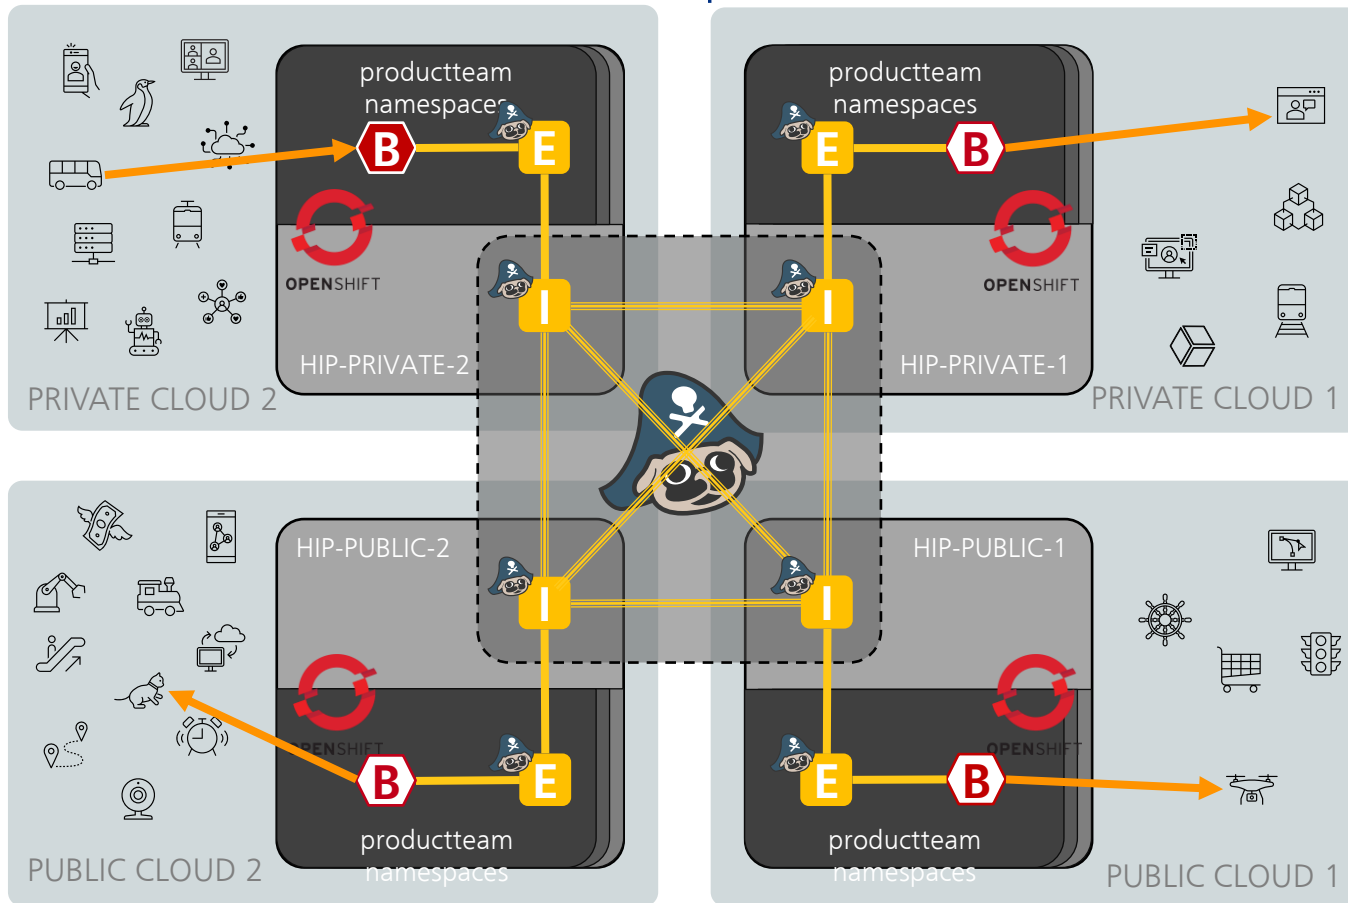 productteam
namespaces
B
E
OPENSHIFT
I
HIP-PRIVATE-2
PRIVATE CLOUD 2
productteam
namespaces
E
B
OPENSHIFT
I
HIP-PRIVATE-1
PRIVATE CLOUD 1
HIP-PUBLIC-2
I
OPENSHIFT
B
E
productteam
namespaces
PUBLIC CLOUD 2
HIP-PUBLIC-1
I
OPENSHIFT
E
B
productteam
namespaces
PUBLIC CLOUD 1